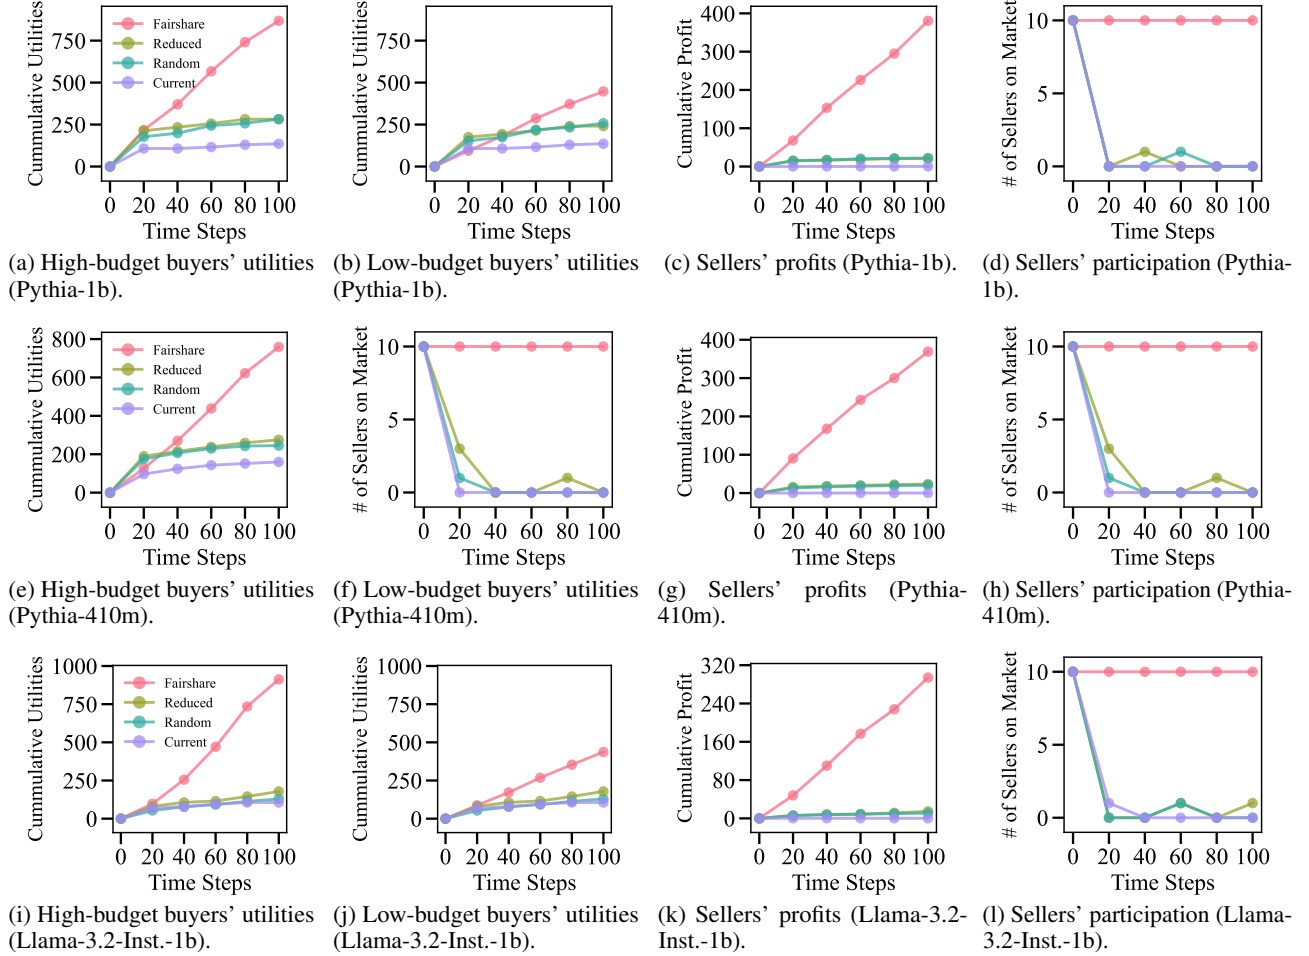 Cummulative Utilities
750
500
250
0
Fairshare
Reduced
Random
Current
0 20 40 60 80 100
Time Steps
(a) High-budget buyers' utilities
(Pythia-1b).
Cummulative Utilities
750
500
250
0
0 20 40 60 80 100
Time Steps
(b) Low-budget buyers' utilities
(Pythia-1b).
Cumulative Profit
400
300
200
100
0
0 20 40 60 80 100
Time Steps
(c) Sellers' profits (Pythia-1b).
# of Sellers on Market
10
5
0
0 20 40 60 80 100
Time Steps
(d) Sellers' participation (Pythia-
1b).
Cummulative Utilities
800
600
400
200
0
Fairshare
Reduced
Random
Current
0 20 40 60 80 100
Time Steps
(e) High-budget buyers' utilities
(Pythia-410m).
# of Sellers on Market
10
5
0
0 20 40 60 80 100
Time Steps
(f) Low-budget buyers' utilities
(Pythia-410m).
Cumulative Profit
400
300
200
100
0
0 20 40 60 80 100
Time Steps
(g) Sellers' profits (Pythia-
410m).
# of Sellers on Market
10
5
0
0 20 40 60 80 100
Time Steps
(h) Sellers' participation (Pythia-
410m).
Cummulative Utilities
1000
750
500
250
0
Fairshare
Reduced
Random
Current
0 20 40 60 80 100
Time Steps
(i) High-budget buyers' utilities
(Llama-3.2-Inst.-1b).
Cummulative Utilities
1000
750
500
250
0
0 20 40 60 80 100
Time Steps
(j) Low-budget buyers' utilities
(Llama-3.2-Inst.-1b).
Cumulative Profit
320
240
160
80
0
0 20 40 60 80 100
Time Steps
(k) Sellers' profits (Llama-3.2-
Inst.-1b).
# of Sellers on Market
10
5
0
0 20 40 60 80 100
Time Steps
(l) Sellers' participation (Llama-
3.2-Inst.-1b).